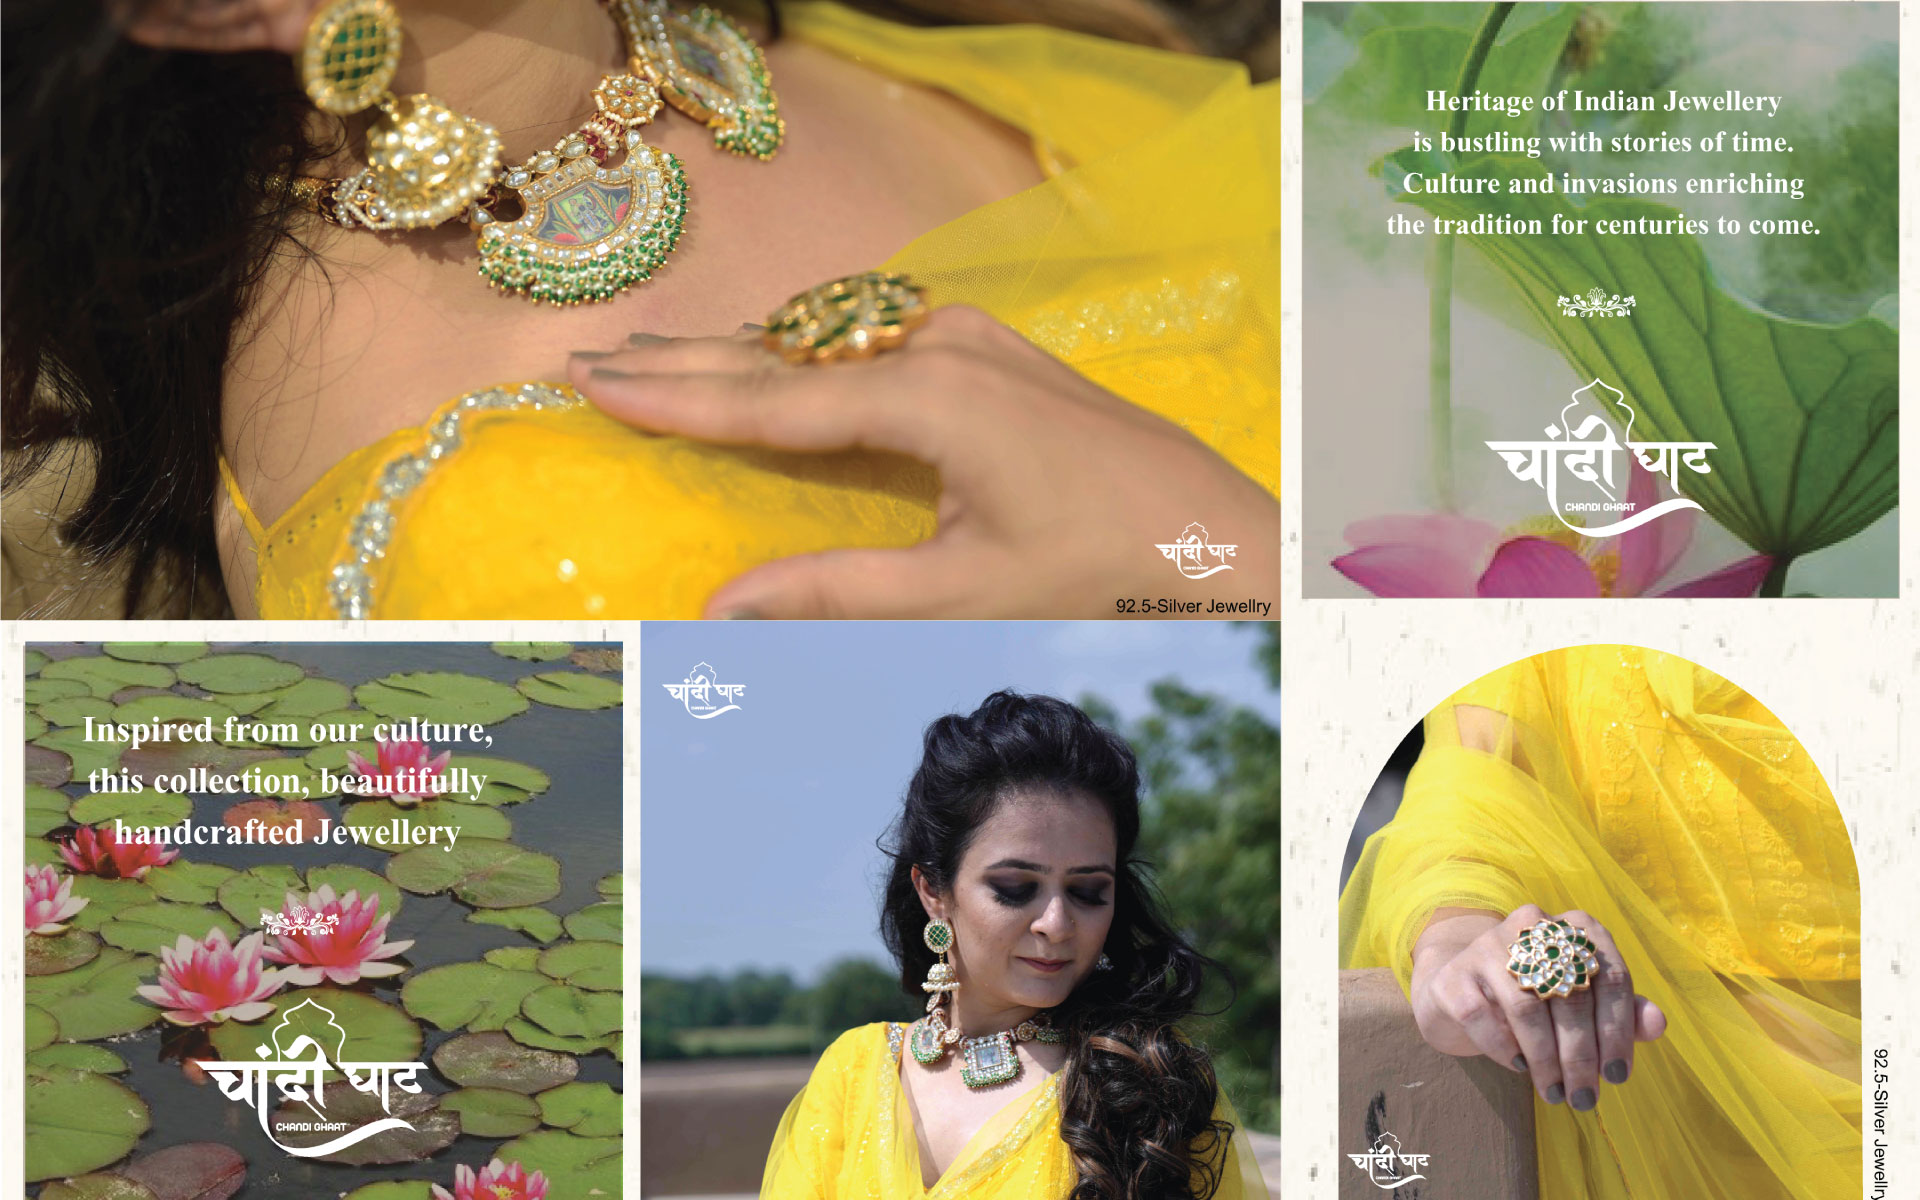 Heritage of Indian Jewellery
is bustling with stories of time.
Culture and invasions enriching
the tradition for centuries to come.
चांदी घाट
CHANDI GHAAT
चांदी घाट
CHANDI GHAAT
92.5-Silver Jewellry
Inspired from our culture,
this collection, beautifully
handcrafted Jewellery
चांदी घाट
CHANDI GHAAT
चांदी घाट
CHANDI GHAAT
चांदी घाट
CHANDI GHAAT
92.5-Silver Jewellry